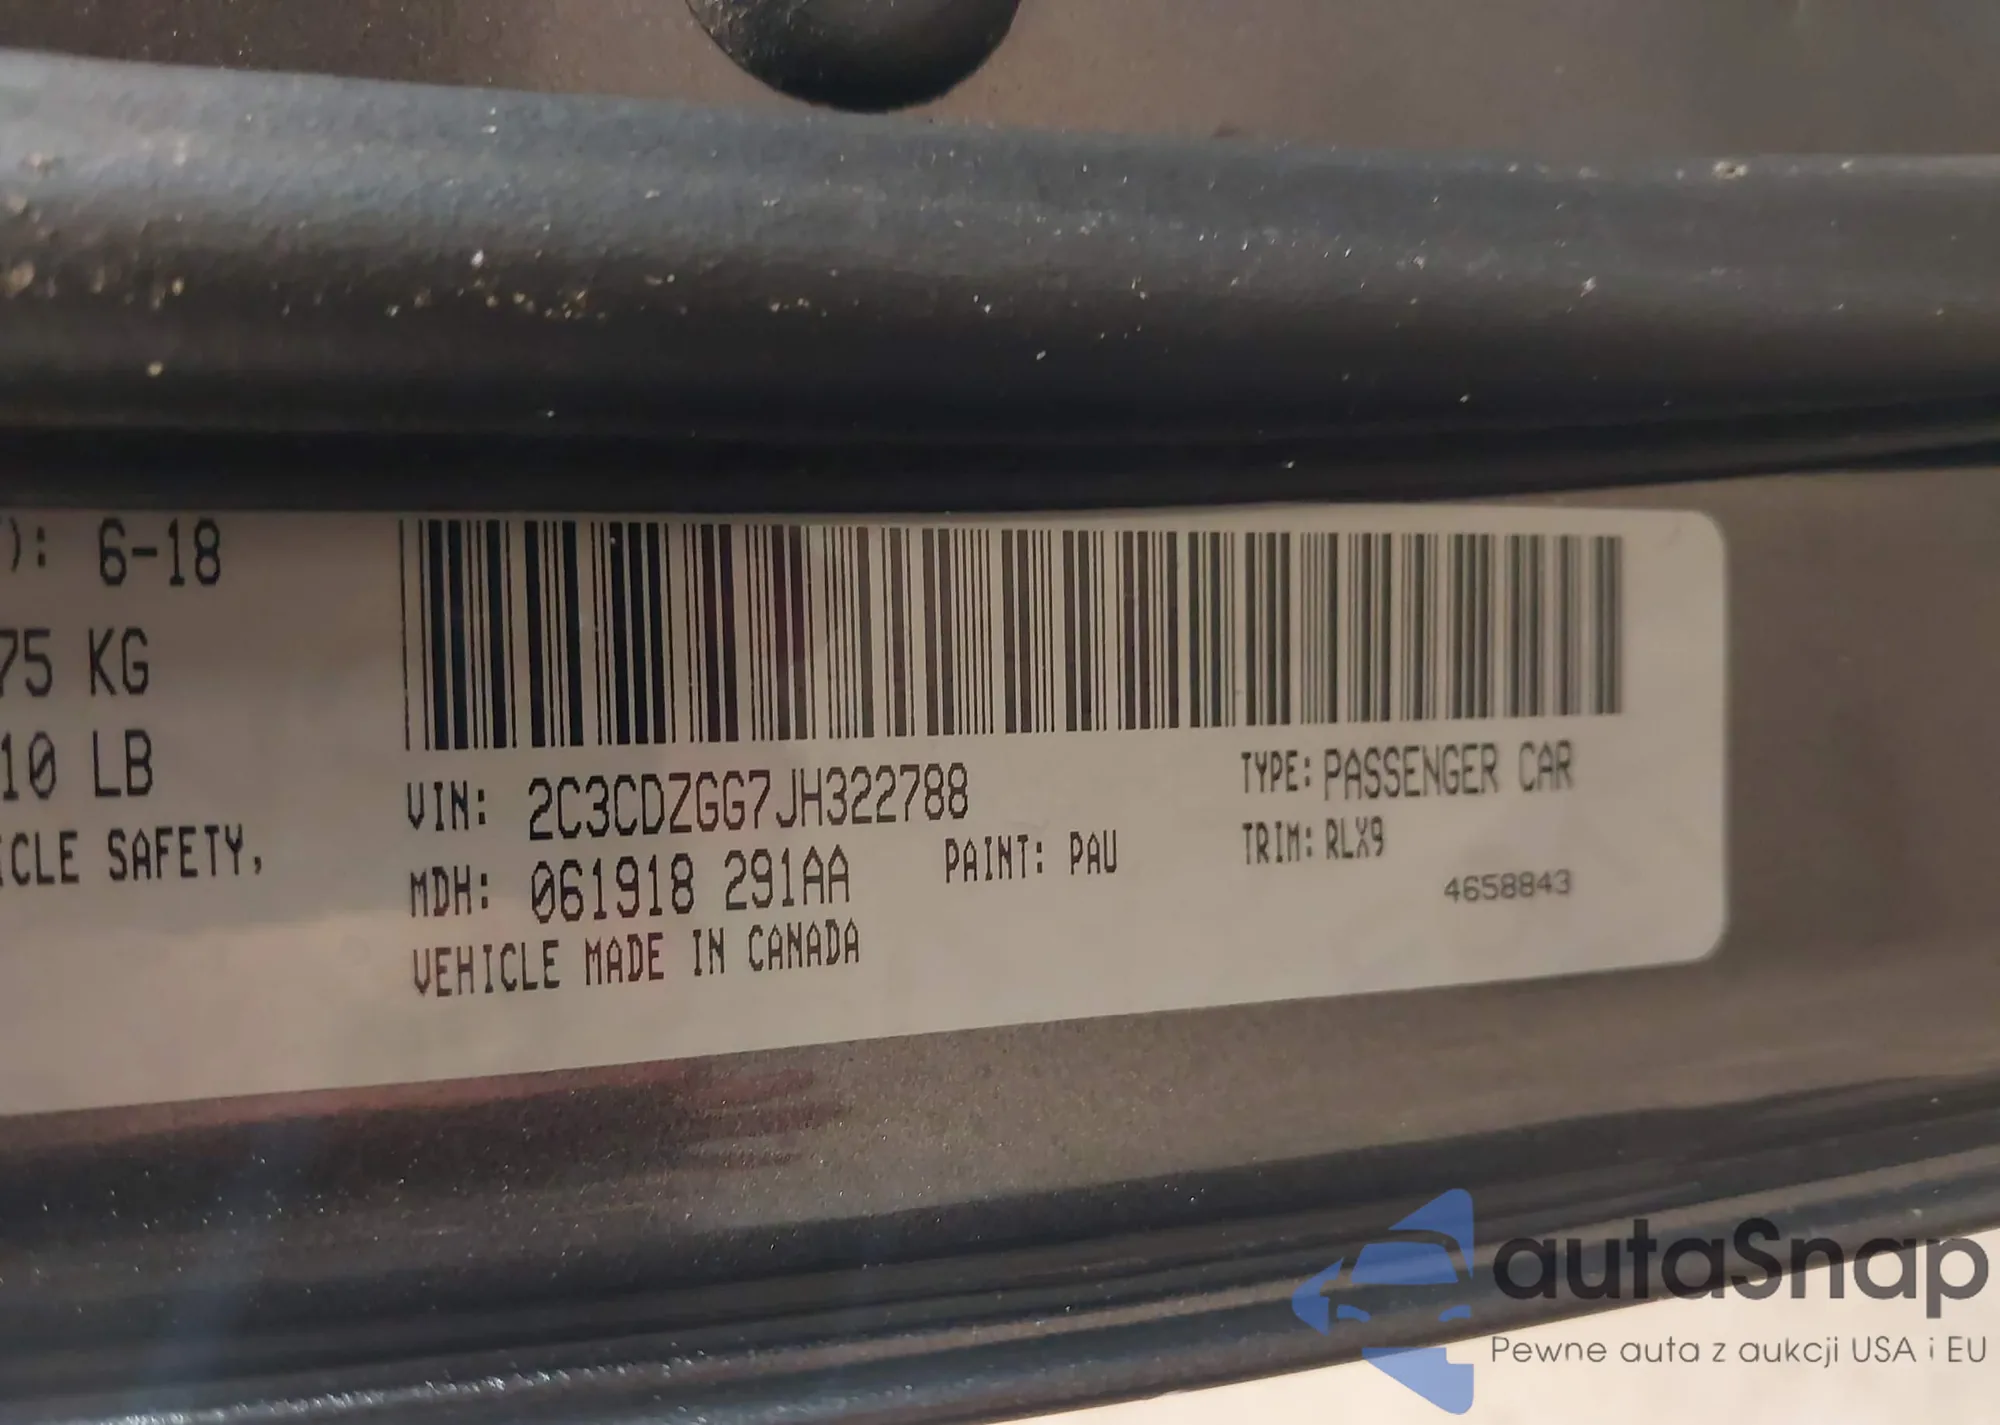 ): 6-18
75 KG
10 LB
ICLE SAFETY,
VIN: 2C3CDZGG7JH322788
TYPE: PASSENGER CAR
MDH: 061918 291AA
PAINT: PAU
TRIM: RLX9
4658843
VEHICLE MADE IN CANADA
autaSnap
Pewne auta z aukcji USA i EU